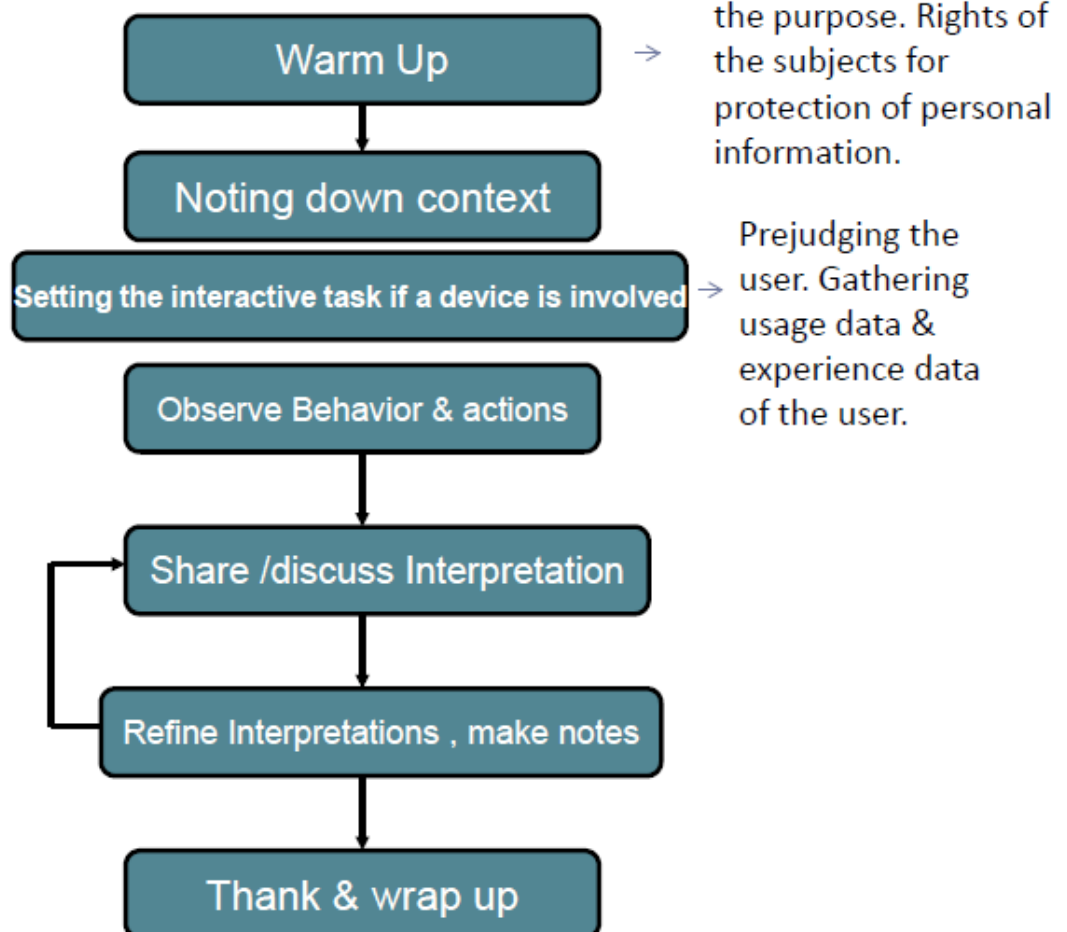 Warm Up
the purpose. Rights of
the subjects for
protection of personal
information.
Noting down context
Setting the interactive task if a device is involved
Prejudging the
user. Gathering
usage data &
experience data
of the user.
Observe Behavior & actions
Share /discuss Interpretation
Refine Interpretations , make notes
Thank & wrap up